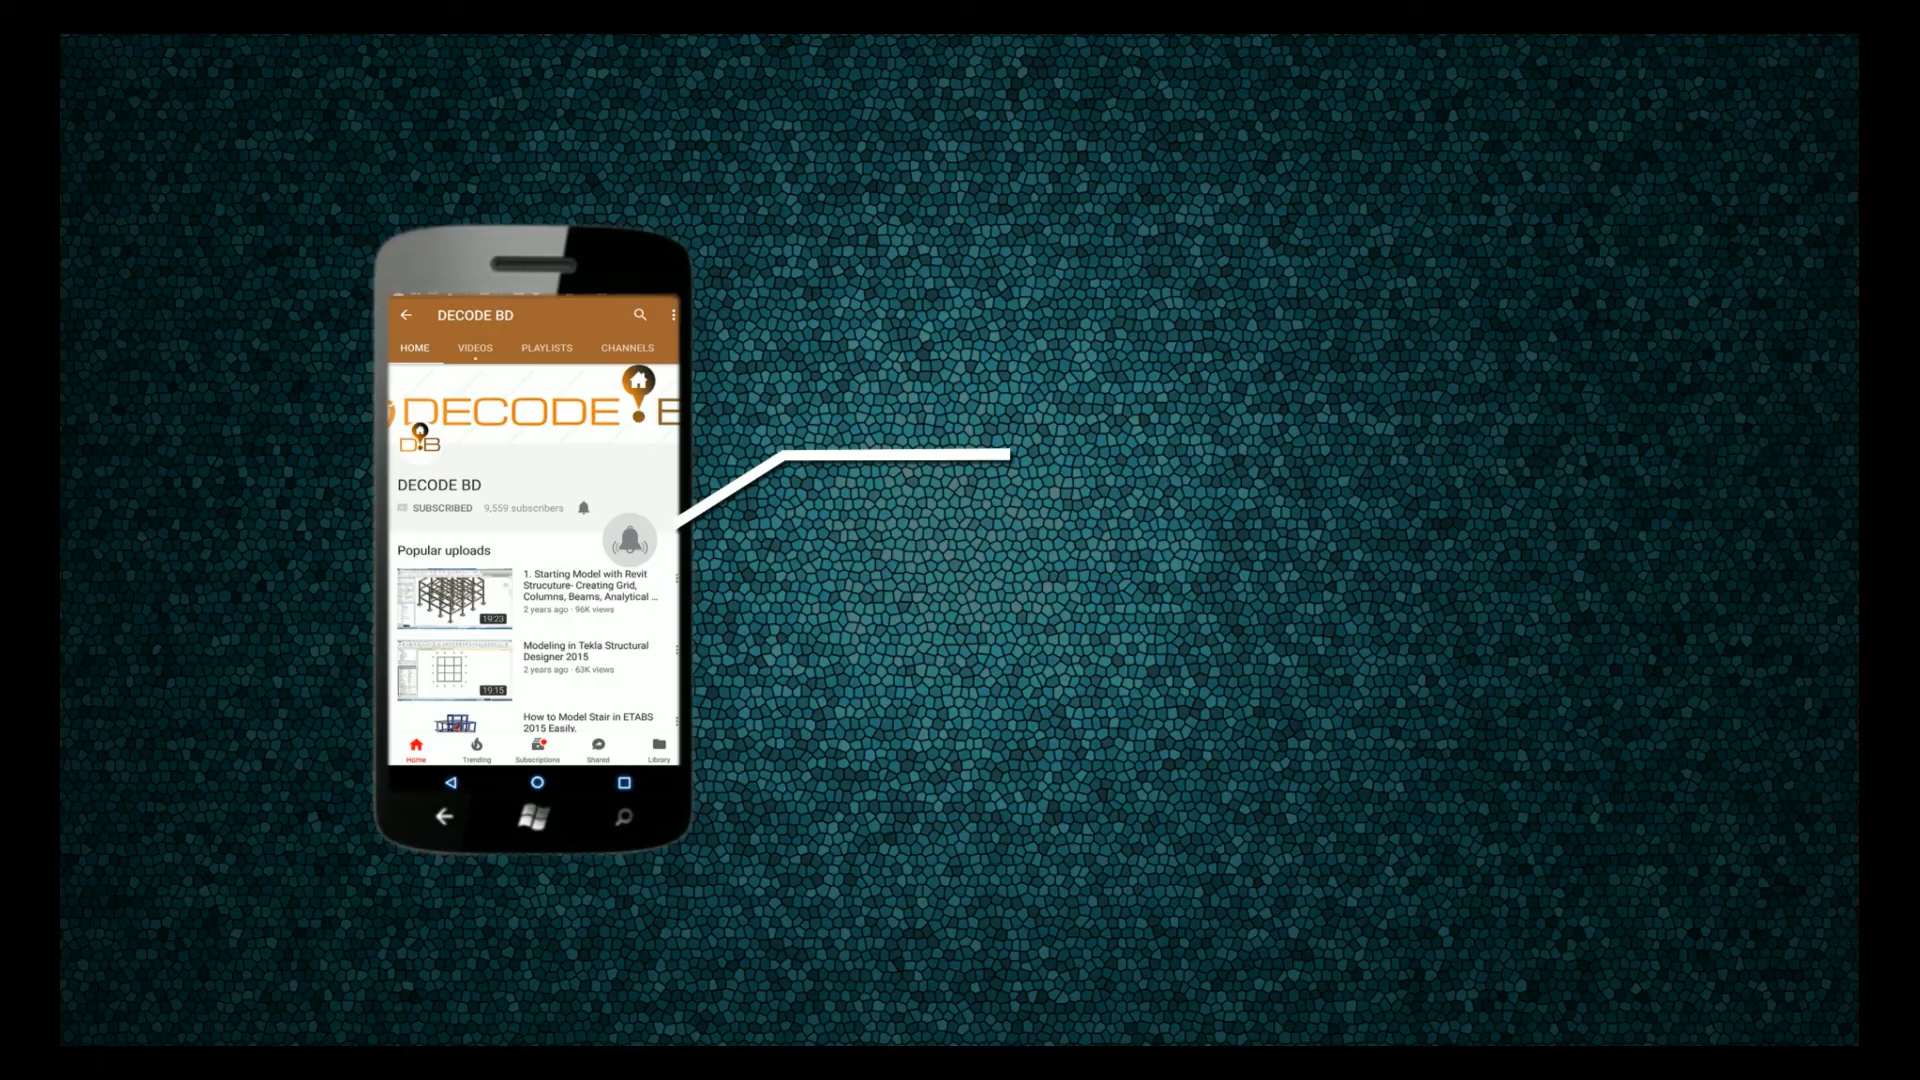 DECODE BD
HOME VIDEOS PLAYLISTS CHANNELS
DECODE B
D B
DECODE BD
SUBSCRIBED 9,559 subscribers
Popular uploads
1. Starting Model with Revit
Strucuture- Creating Grid,
Columns, Beams, Analytical ...
2 years ago · 96K views
19:23
Modeling in Tekla Structural
Designer 2015
2 years ago · 63K views
19:15
How to Model Stair in ETABS
2015 Easily.
Home Trending Subscriptions Shared Library